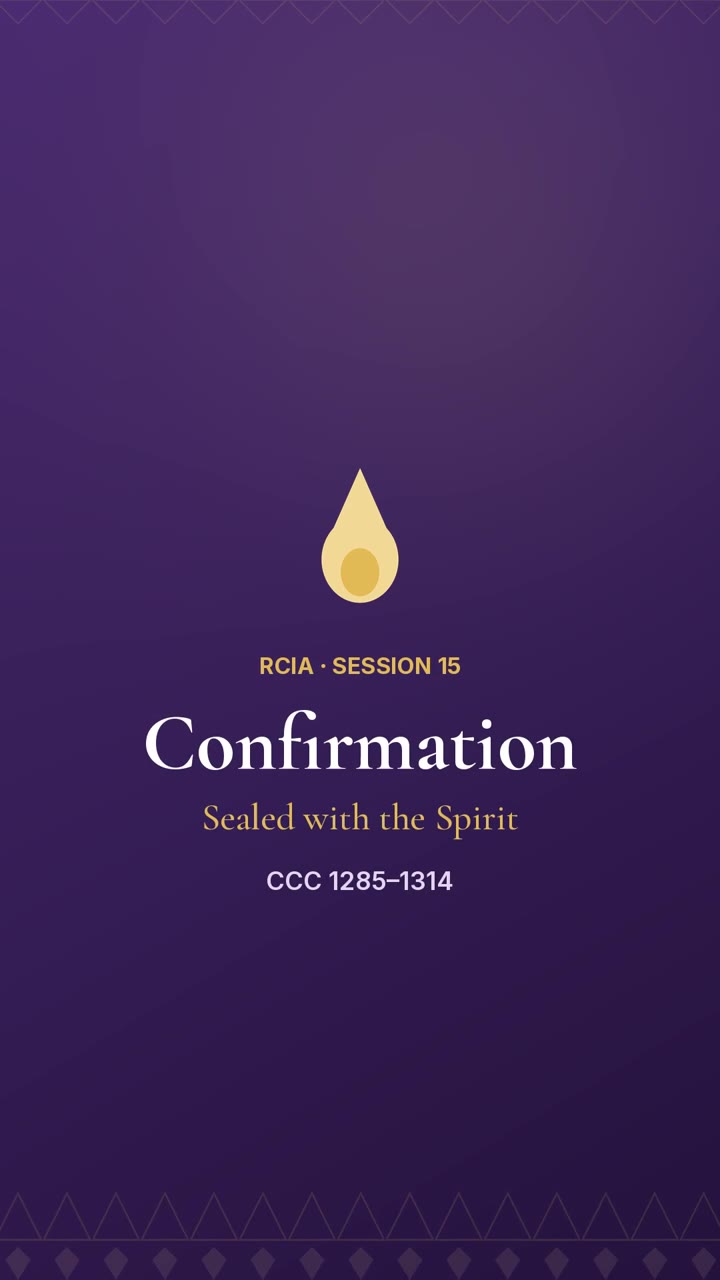 RCIA · SESSION 15
Confirmation
Sealed with the Spirit
CCC 1285–1314